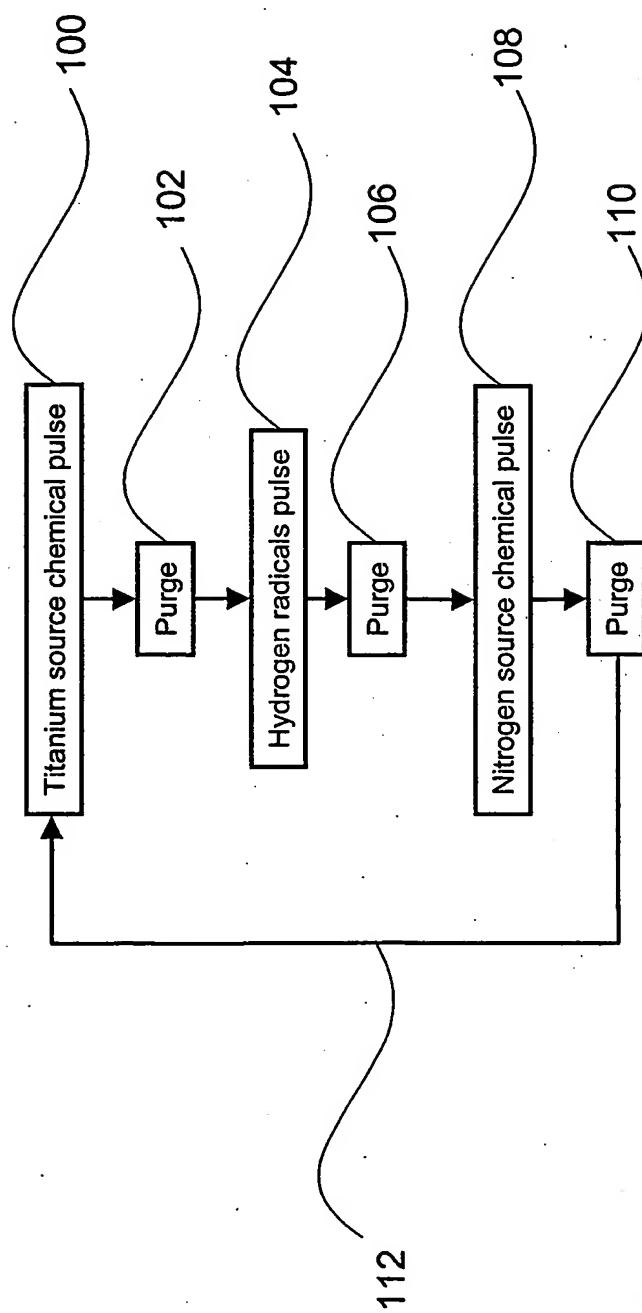 Titanium source chemical pulse
100
Purge
102
Hydrogen radicals pulse
104
Purge
106
Nitrogen source chemical pulse
108
Purge
110
112